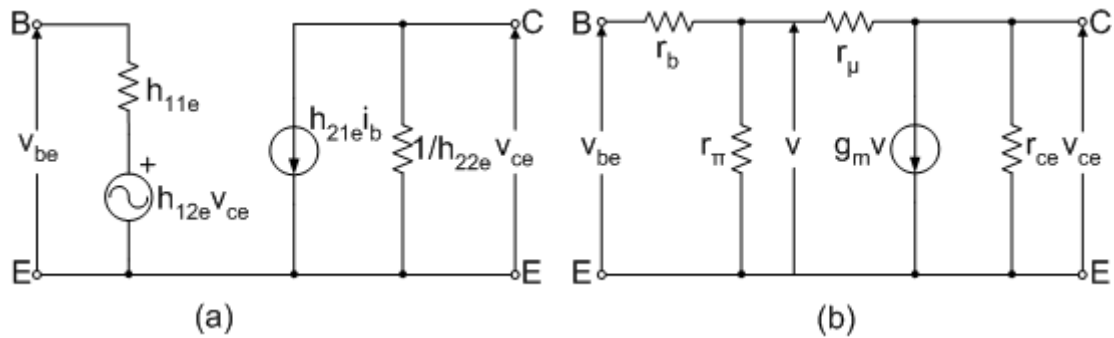 B
C
h11e
vbe
h21eib
1/h22e
vce
+
h12evce
E
E
(a)
B
C
rb
rμ
vbe
rπ
v
gmv
rce
vce
E
E
(b)